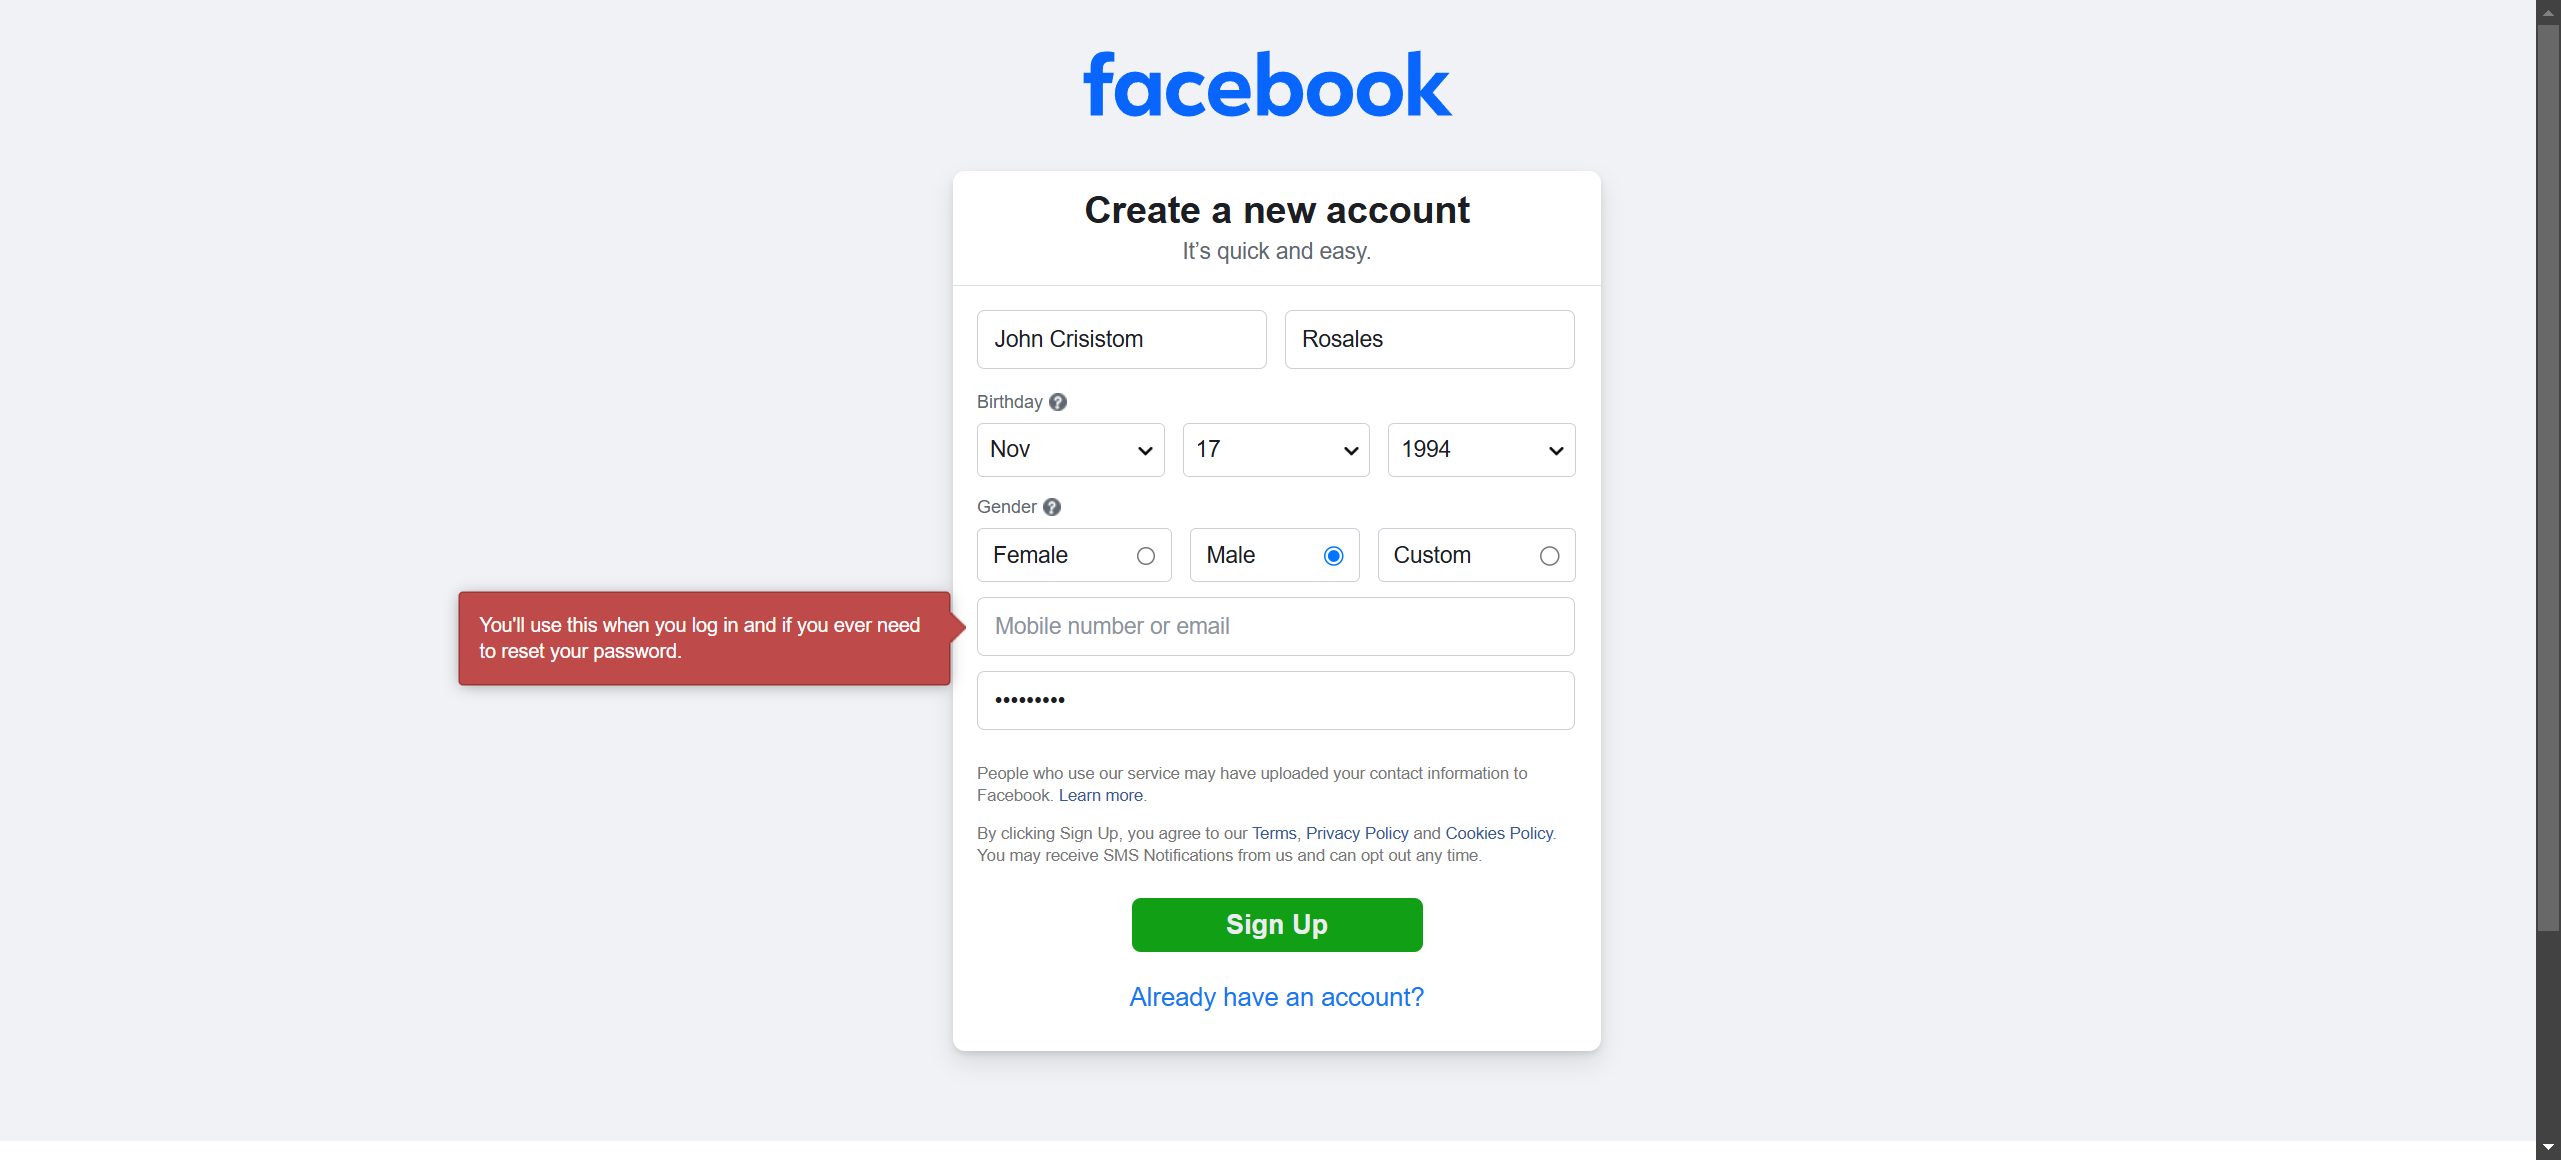 facebook
Create a new account
It's quick and easy.
John Crisistom Rosales
Birthday ?
Nov 17 1994
Gender ?
Female Male Custom
You'll use this when you log in and if you ever need
to reset your password.
Mobile number or email
•••••••••
People who use our service may have uploaded your contact information to
Facebook. Learn more.
By clicking Sign Up, you agree to our Terms, Privacy Policy and Cookies Policy.
You may receive SMS Notifications from us and can opt out any time.
Sign Up
Already have an account?